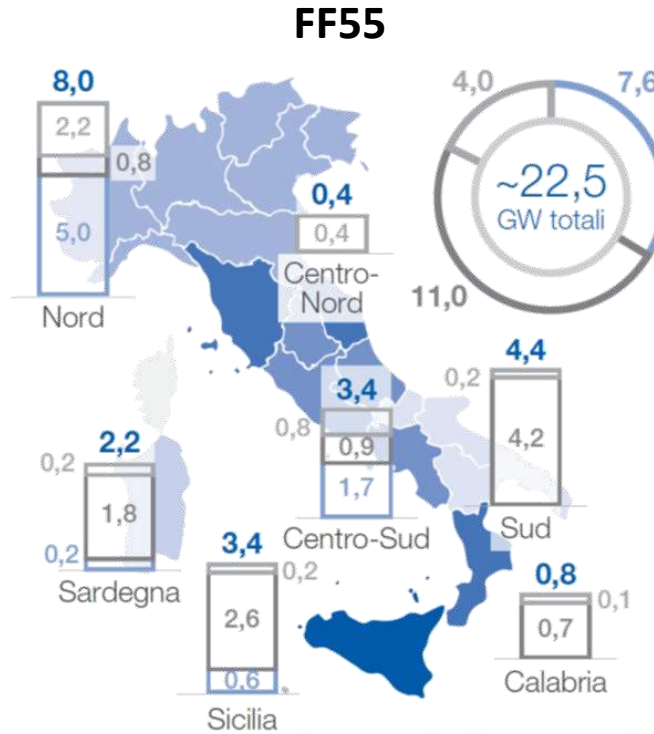 FF55
8,0
2,2
0,8
5,0
Nord
0,4
0,4
Centro-
Nord
4,0
7,6
~22,5
GW totali
11,0
3,4
0,8
0,9
1,7
Centro-Sud
4,4
0,2
4,2
Sud
2,2
0,2
1,8
0,2
Sardegna
3,4
0,2
2,6
0,6
Sicilia
0,8
0,1
0,7
Calabria